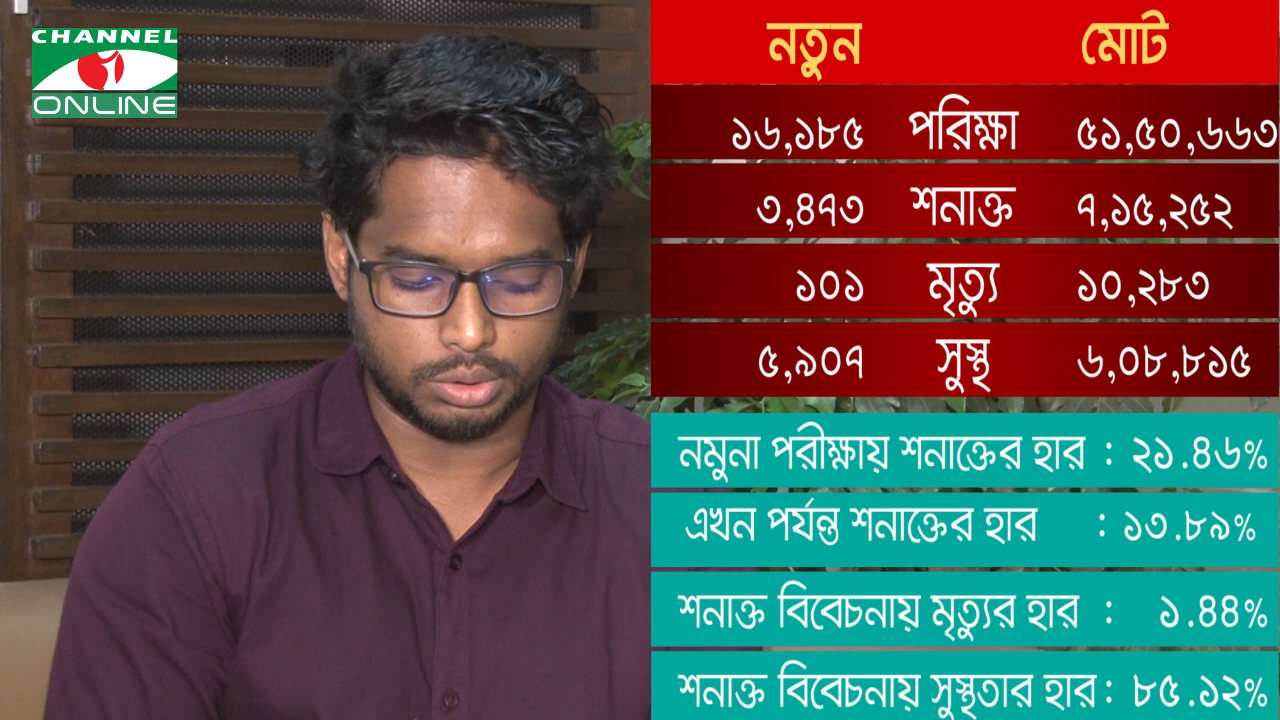 CHANNEL
i
ONLINE
নতুন মোট
১৬,১৮৫ পরিক্ষা ৫১,৫০,৬৬৩
৩,৪৭৩ শনাক্ত ৭,১৫,২৫২
১০১ মৃত্যু ১০,২৮৩
৫,৯০৭ সুস্থ ৬,০৮,৮১৫
নমুনা পরীক্ষায় শনাক্তের হার : ২১.৪৬%
এখন পর্যন্ত শনাক্তের হার : ১৩.৮৯%
শনাক্ত বিবেচনায় মৃত্যুর হার : ১.৪৪%
শনাক্ত বিবেচনায় সুস্থতার হার : ৮৫.১২%